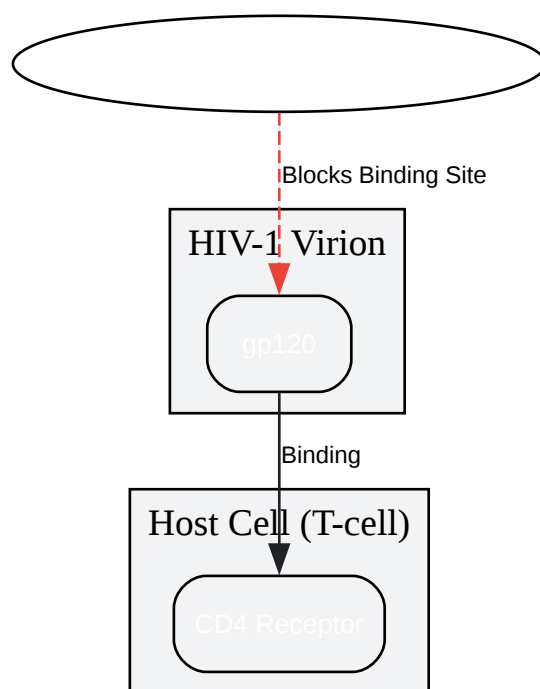 Blocks Binding Site
HIV-1 Virion
gp120
Binding
Host Cell (T-cell)
CD4 Receptor